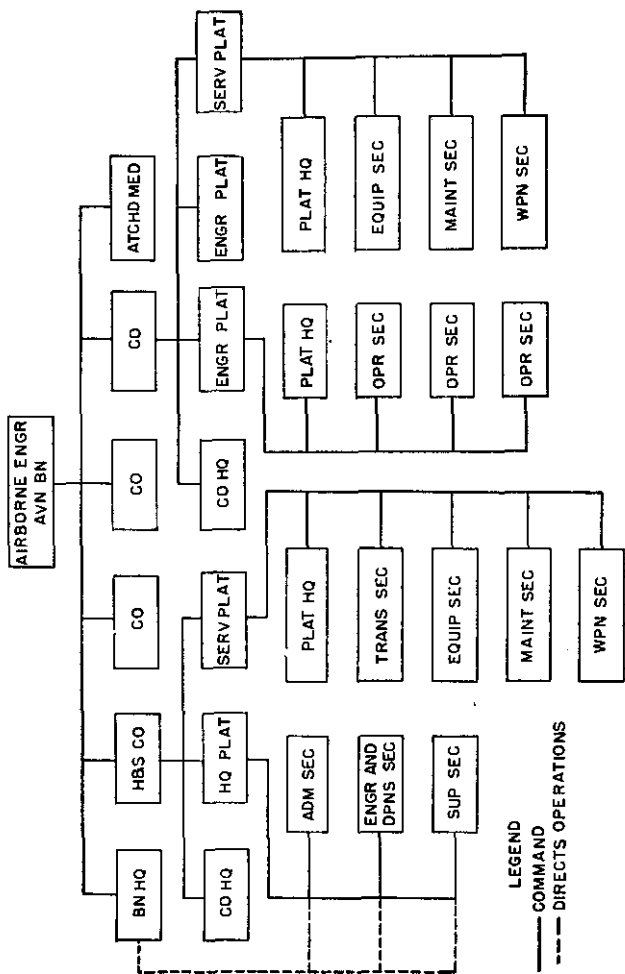 AIRBORNE ENGR
AVN BN
BN HQ
H&S CO
CO
CO
CO
ATCHD MED
CO HQ
HQ PLAT
SERV PLAT
CO HQ
ENGR PLAT
ENGR PLAT
SERV PLAT
ADM SEC
ENGR AND
OPNS SEC
SUP SEC
PLAT HQ
TRANS SEC
EQUIP SEC
MAINT SEC
WPN SEC
PLAT HQ
OPR SEC
OPR SEC
OPR SEC
PLAT HQ
EQUIP SEC
MAINT SEC
WPN SEC
LEGEND
COMMAND
DIRECTS OPERATIONS